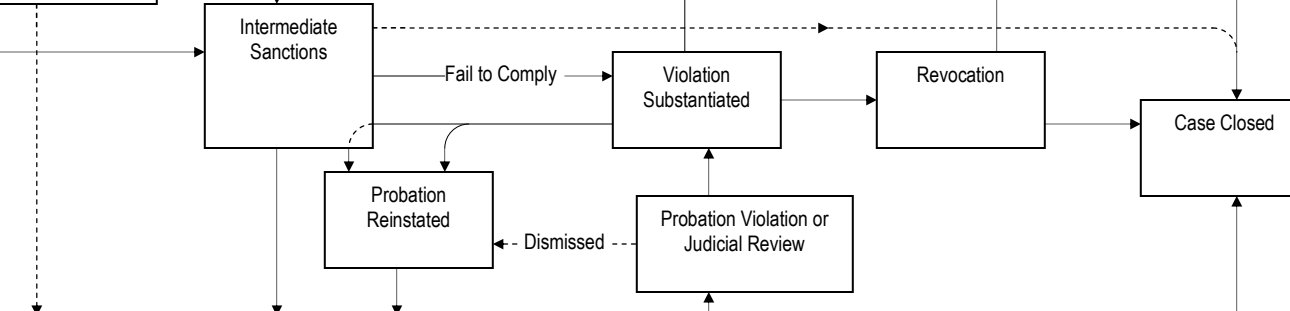 Intermediate
Sanctions
Fail to Comply
Violation
Substantiated
Revocation
Case Closed
Probation
Reinstated
Dismissed
Probation Violation or
Judicial Review